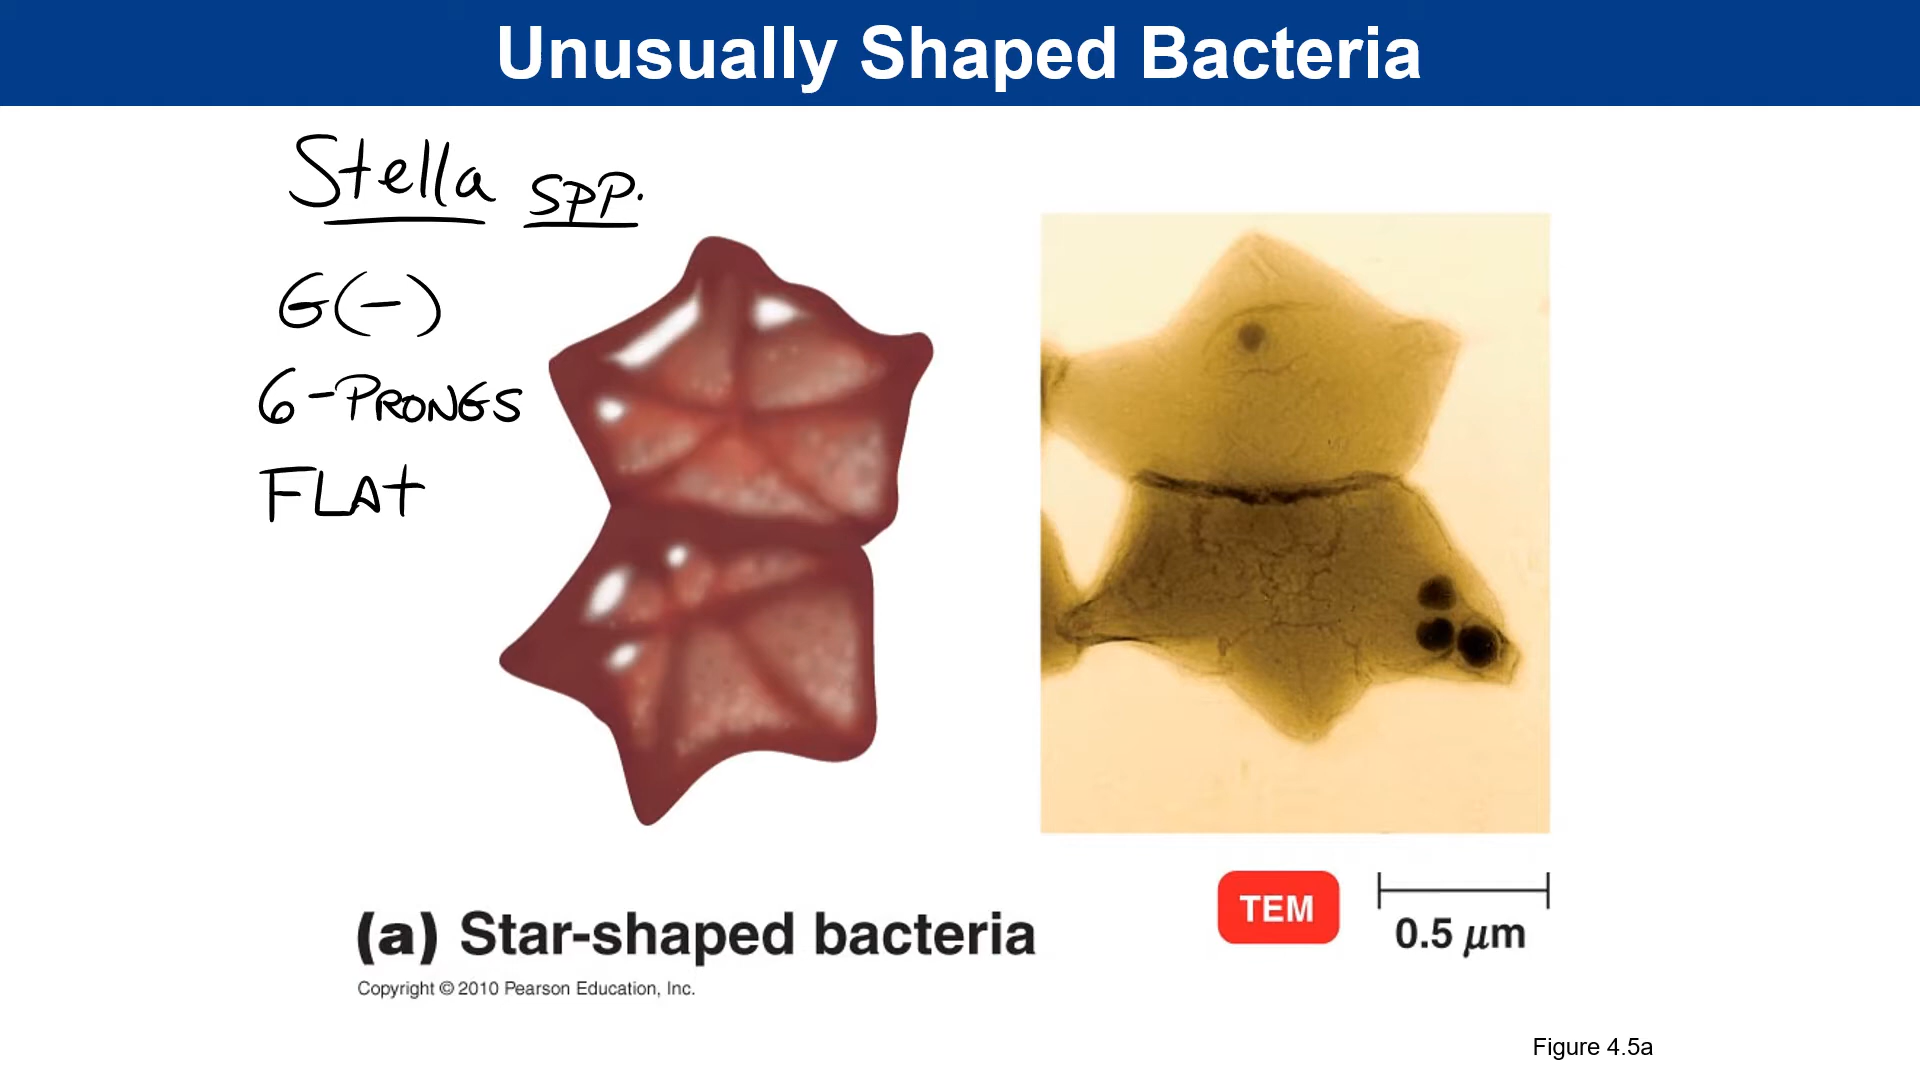 Unusually Shaped Bacteria
Stella spp.
G(-)
6-PRONGS
FLAt
TEM
0.5 μm
(a) Star-shaped bacteria
Copyright © 2010 Pearson Education, Inc.
Figure 4.5a